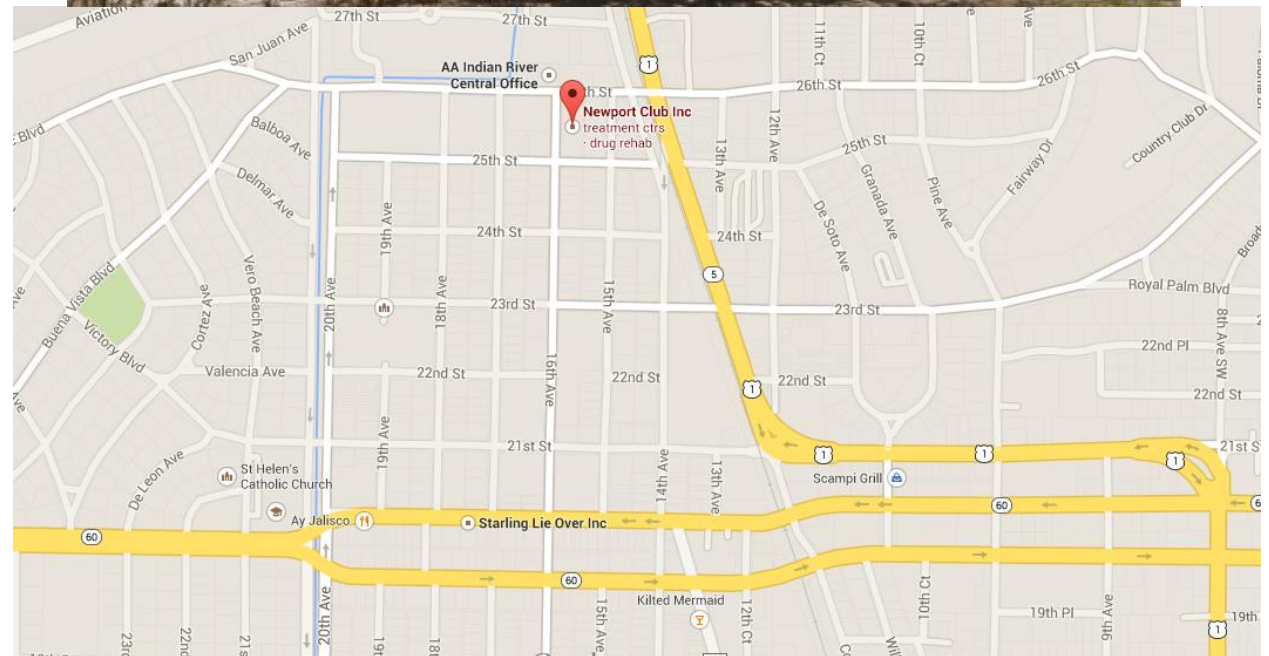 Aviation
27th St
27th St
San Juan Ave
AA Indian River
Central Office
1
11th Ct
10th Ct
26th St
26th St
Newport Club Inc
treatment ctrs
· drug rehab
Blvd
Balboa Ave
Country Club Dr
25th St
13th Ave
12th Ave
25th St
Delmar Ave
Granada Ave
Pine Ave
Fairway Dr
19th Ave
De Soto Ave
24th St
24th St
Buena Vista Blvd
Vero Beach Ave
5
Royal Palm Blvd
Cortez Ave
20th Ave
18th Ave
23rd St
15th Ave
23rd St
8th Ave SW
Victory Blvd
22nd Pl
Valencia Ave
22nd St
16th Ave
22nd St
1
22nd St
22nd St
19th Ave
21st St
1
1
1
21st S
De Leon Ave
St Helen's
Catholic Church
14th Ave
13th Ave
Scampi Grill
Ay Jalisco
Starling Lie Over Inc
60
60
60
Kilted Mermaid
20th Ave
15th Ave
12th Ct
10th Ct
19th Pl
9th Ave
19th
1